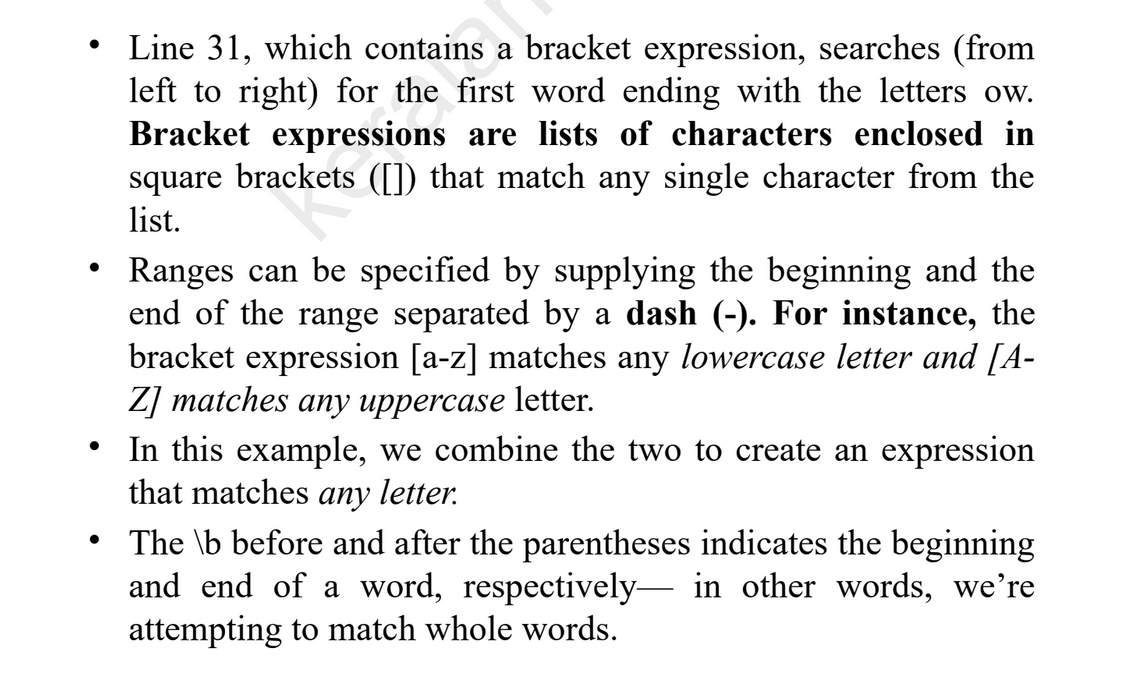 • Line 31, which contains a bracket expression, searches (from
left to right) for the first word ending with the letters ow.
Bracket expressions are lists of characters enclosed in
square brackets ([]) that match any single character from the
list.
• Ranges can be specified by supplying the beginning and the
end of the range separated by a dash (-). For instance, the
bracket expression [a-z] matches any lowercase letter and [A-
Z] matches any uppercase letter.
• In this example, we combine the two to create an expression
that matches any letter.
• The \b before and after the parentheses indicates the beginning
and end of a word, respectively— in other words, we’re
attempting to match whole words.